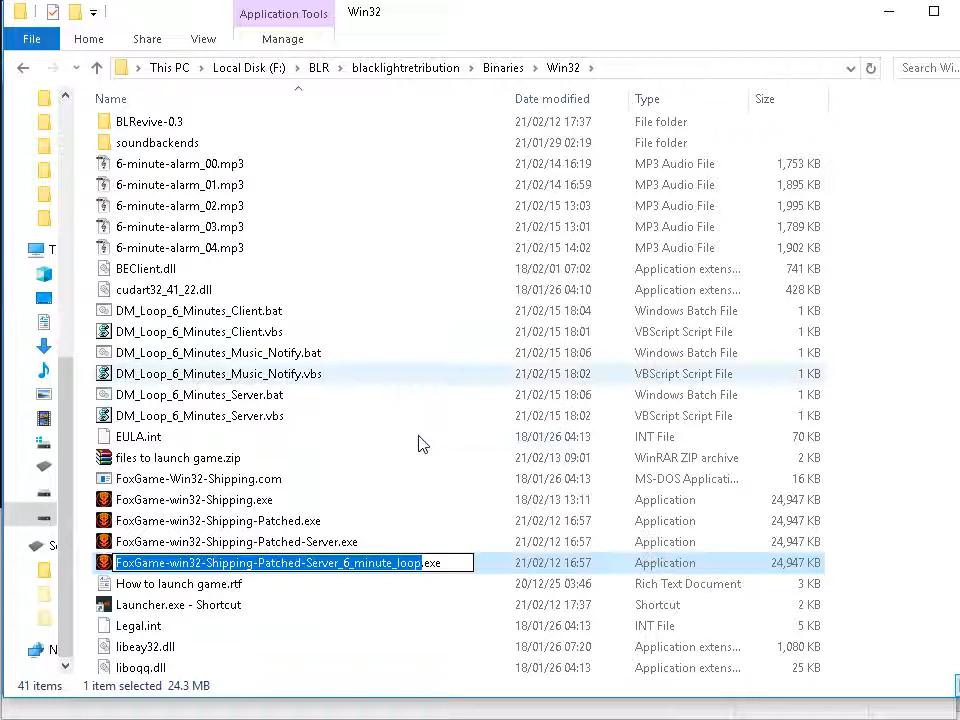 Application Tools
Win32
File
Home
Share
View
Manage
This PC
Local Disk (F:)
BLR
blacklightretribution
Binaries
Win32
Search Wi...
Name
Date modified
Type
Size
BLRevive-0.3 21/02/12 17:37 File folder
soundbackends 21/01/29 02:19 File folder
6-minute-alarm_00.mp3 21/02/14 16:19 MP3 Audio File 1,753 KB
6-minute-alarm_01.mp3 21/02/14 16:59 MP3 Audio File 1,895 KB
6-minute-alarm_02.mp3 21/02/15 13:03 MP3 Audio File 1,995 KB
6-minute-alarm_03.mp3 21/02/15 13:01 MP3 Audio File 1,789 KB
6-minute-alarm_04.mp3 21/02/15 14:02 MP3 Audio File 1,902 KB
BEClient.dll 18/02/01 07:02 Application extens... 741 KB
cudart32_41_22.dll 18/01/26 04:10 Application extens... 428 KB
DM_Loop_6_Minutes_Client.bat 21/02/15 18:04 Windows Batch File 1 KB
DM_Loop_6_Minutes_Client.vbs 21/02/15 18:01 VBScript Script File 1 KB
DM_Loop_6_Minutes_Music_Notify.bat 21/02/15 18:06 Windows Batch File 1 KB
DM_Loop_6_Minutes_Music_Notify.vbs 21/02/15 18:02 VBScript Script File 1 KB
DM_Loop_6_Minutes_Server.bat 21/02/15 18:06 Windows Batch File 1 KB
DM_Loop_6_Minutes_Server.vbs 21/02/15 18:02 VBScript Script File 1 KB
EULA.int 18/01/26 04:13 INT File 70 KB
files to launch game.zip 21/02/13 09:01 WinRAR ZIP archive 2 KB
FoxGame-Win32-Shipping.com 18/01/26 04:13 MS-DOS Applicati... 16 KB
FoxGame-win32-Shipping.exe 18/02/13 13:11 Application 24,947 KB
FoxGame-win32-Shipping-Patched.exe 21/02/12 16:57 Application 24,947 KB
FoxGame-win32-Shipping-Patched-Server.exe 21/02/12 16:57 Application 24,947 KB
FoxGame-win32-Shipping-Patched-Server_6_minute_loop.exe 21/02/12 16:57 Application 24,947 KB
How to launch game.rtf 20/12/25 03:46 Rich Text Document 3 KB
Launcher.exe - Shortcut 21/02/12 17:37 Shortcut 2 KB
Legal.int 18/01/26 04:13 INT File 5 KB
libeay32.dll 18/01/26 07:20 Application extens... 1,080 KB
liboqq.dll 18/01/26 04:13 Application extens... 25 KB
T
S
N
41 items
1 item selected 24.3 MB